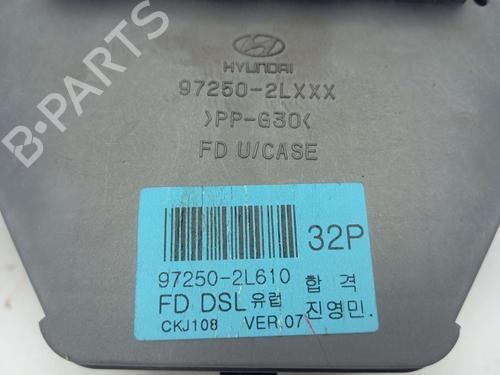 HYUNDAI
97250-2LXXX
>PP-G30<
FD U/CASE
32P
97250-2L610 합 격
FD DSL 유럽 진영민.
CKJ108 VER.07